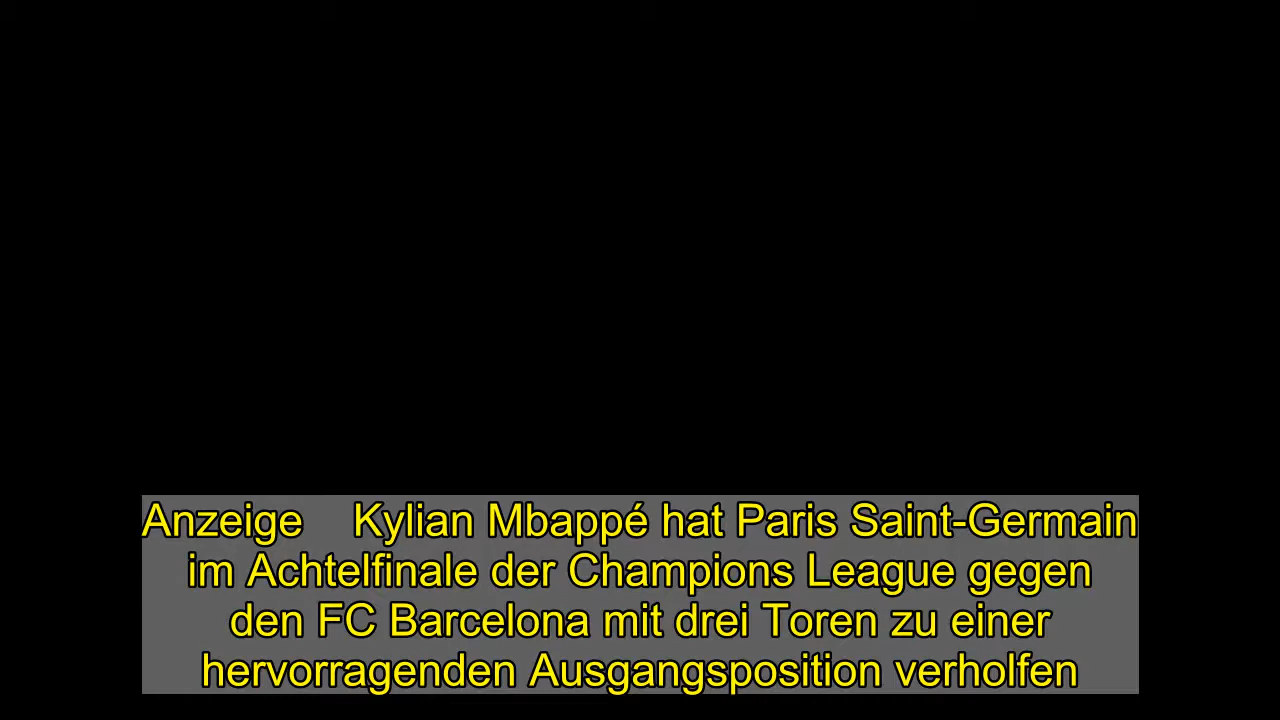 Anzeige    Kylian Mbappé hat Paris Saint-Germain
im Achtelfinale der Champions League gegen
den FC Barcelona mit drei Toren zu einer
hervorragenden Ausgangsposition verholfen